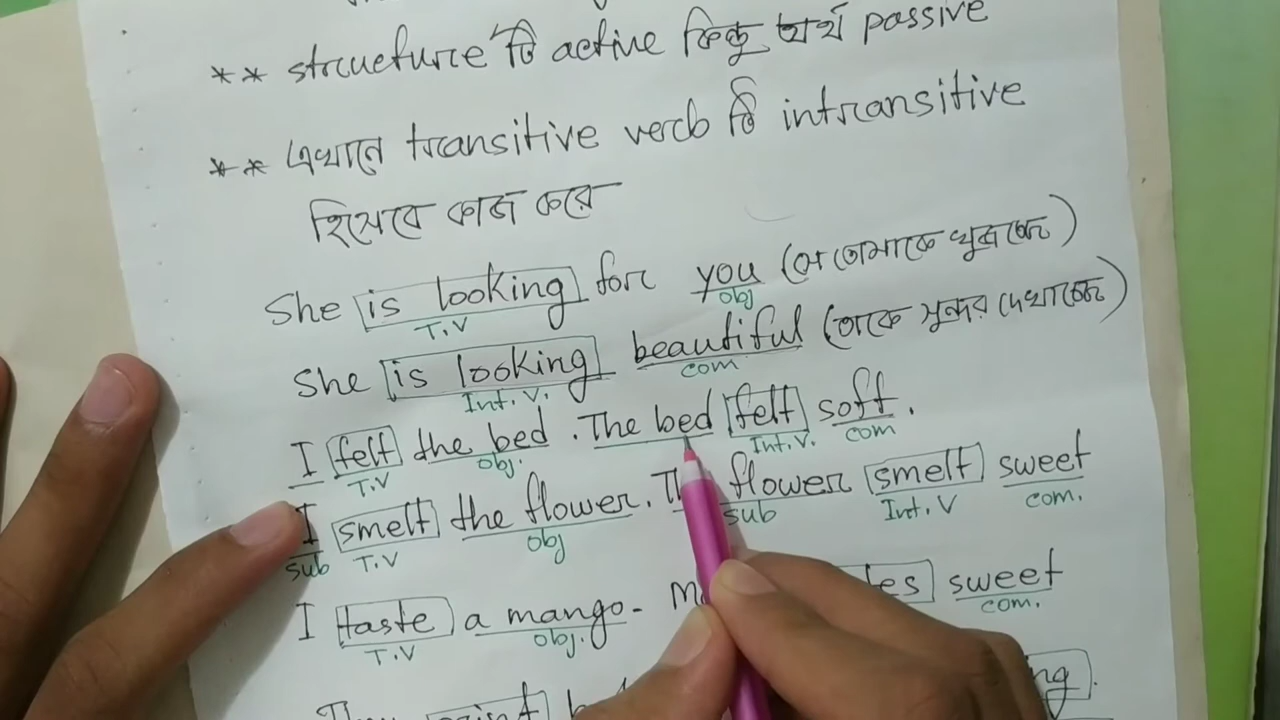 ** structure টি active কিন্তু অর্থ passive
** এখানে transitive verb টি intransitive
হিসেবে কাজ করে
She is looking for you (সে তোমাকে খুজছে)
T.V obj
She is looking beautiful (তাকে সুন্দর দেখাচ্ছে)
Int. V. com
I felt the bed. The bed felt soft.
T.V obj. Int.V. com
I smelt the flower. flower smelt sweet
sub T.V obj sub Int. V com.
I taste a mango. sweet
T.V obj. com.